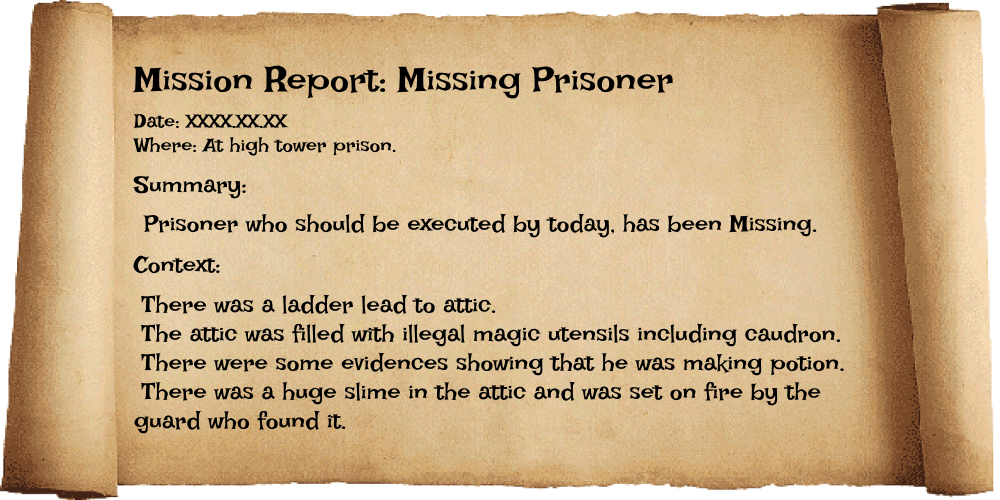 Mission Report: Missing Prisoner
Date: XXXX.XX.XX
Where: At high tower prison.
Summary:
Prisoner who should be executed by today, has been Missing.
Context:
There was a ladder lead to attic.
The attic was filled with illegal magic utensils including caudron.
There were some evidences showing that he was making potion.
There was a huge slime in the attic and was set on fire by the
guard who found it.